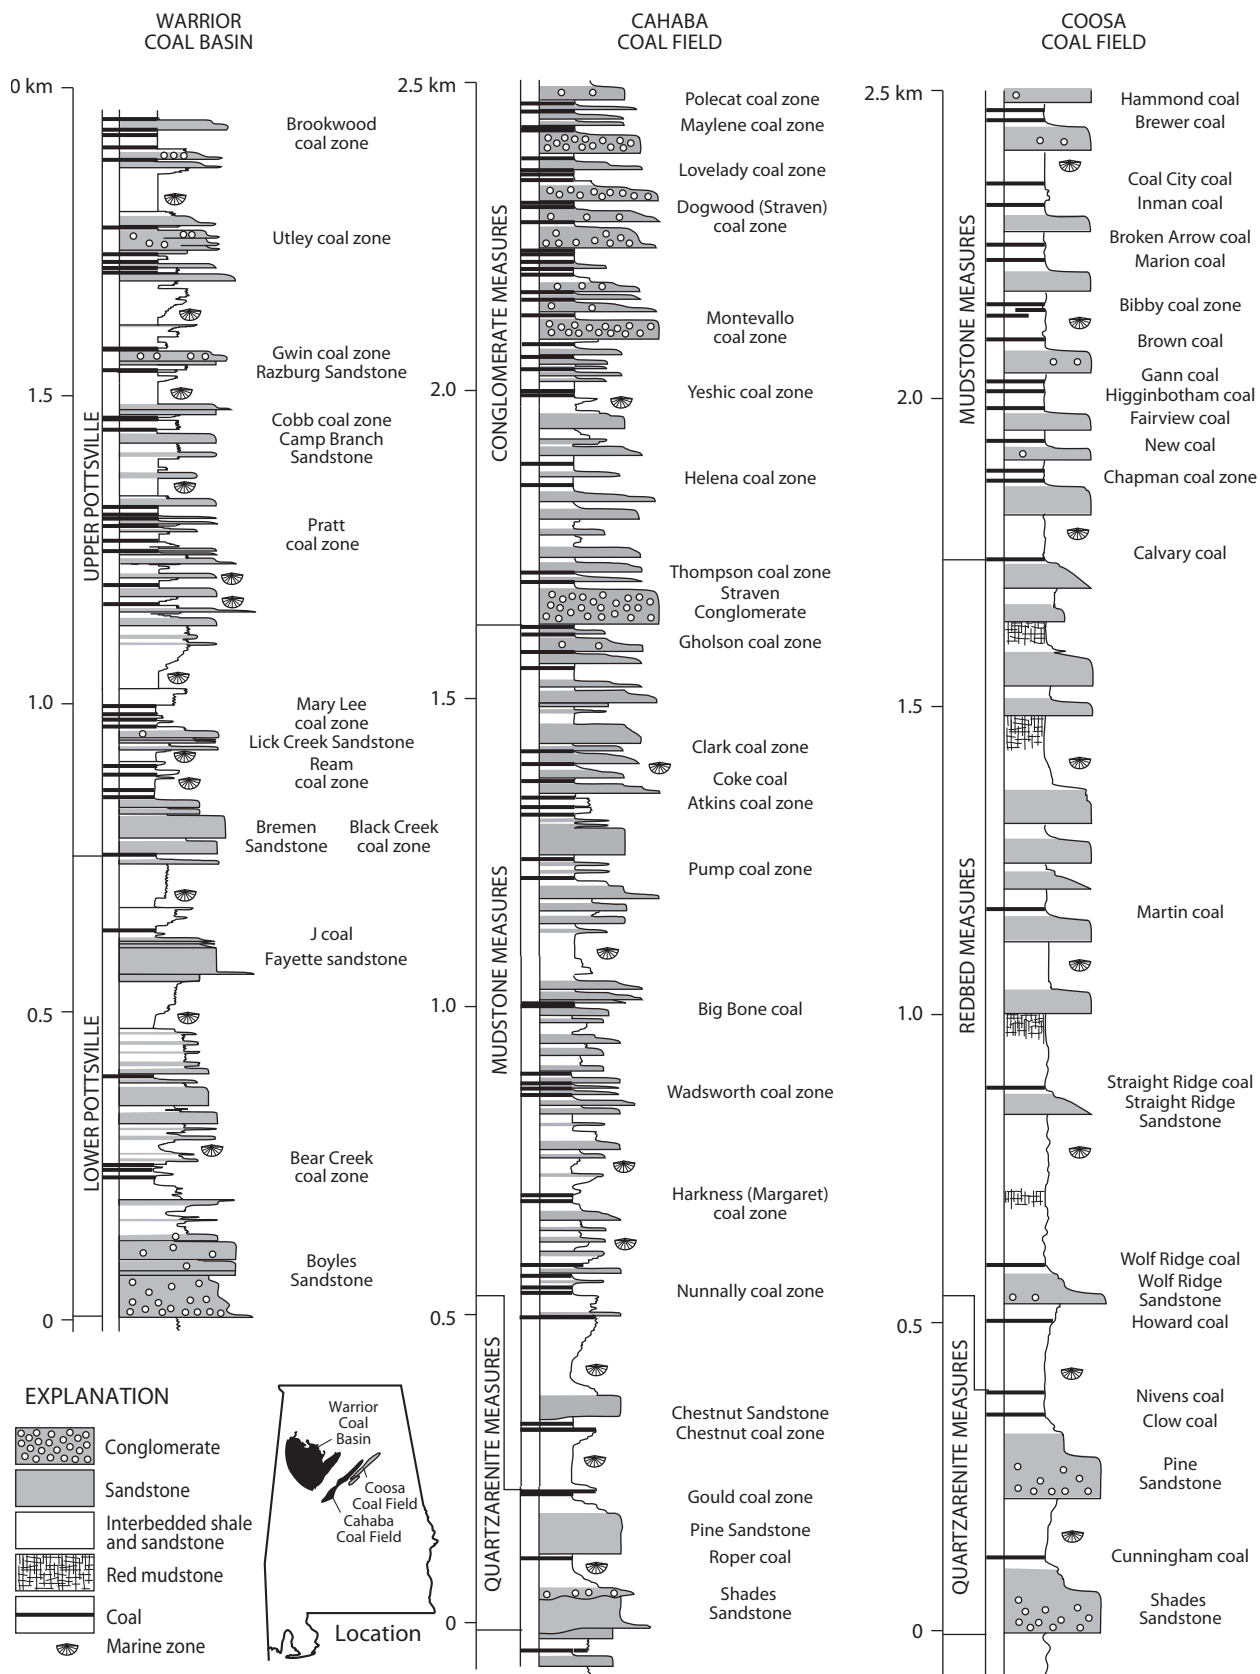 WARRIOR
COAL BASIN
0 km
1.5
1.0
0.5
0
UPPER POTTSVILLE
LOWER POTTSVILLE
Brookwood
coal zone
Utley coal zone
Gwin coal zone
Razburg Sandstone
Cobb coal zone
Camp Branch
Sandstone
Pratt
coal zone
Mary Lee
coal zone
Lick Creek Sandstone
Ream
coal zone
Bremen
Sandstone
Black Creek
coal zone
J coal
Fayette sandstone
Bear Creek
coal zone
Boyles
Sandstone
CAHABA
COAL FIELD
2.5 km
2.0
1.5
1.0
0.5
0
CONGLOMERATE MEASURES
MUDSTONE MEASURES
QUARTZARENITE MEASURES
Polecat coal zone
Maylene coal zone
Lovelady coal zone
Dogwood (Straven)
coal zone
Montevallo
coal zone
Yeshic coal zone
Helena coal zone
Thompson coal zone
Straven
Conglomerate
Gholson coal zone
Clark coal zone
Coke coal
Atkins coal zone
Pump coal zone
Big Bone coal
Wadsworth coal zone
Harkness (Margaret)
coal zone
Nunnally coal zone
Chestnut Sandstone
Chestnut coal zone
Gould coal zone
Pine Sandstone
Roper coal
Shades
Sandstone
COOSA
COAL FIELD
2.5 km
2.0
1.5
1.0
0.5
0
MUDSTONE MEASURES
REDBED MEASURES
QUARTZARENITE MEASURES
Hammond coal
Brewer coal
Coal City coal
Inman coal
Broken Arrow coal
Marion coal
Bibby coal zone
Brown coal
Gann coal
Higginbotham coal
Fairview coal
New coal
Chapman coal zone
Calvary coal
Martin coal
Straight Ridge coal
Straight Ridge
Sandstone
Wolf Ridge coal
Wolf Ridge
Sandstone
Howard coal
Nivens coal
Clow coal
Pine
Sandstone
Cunningham coal
Shades
Sandstone
EXPLANATION
Conglomerate
Sandstone
Interbedded shale
and sandstone
Red mudstone
Coal
Marine zone
Warrior
Coal
Basin
Coosa
Coal Field
Cahaba
Coal Field
Location